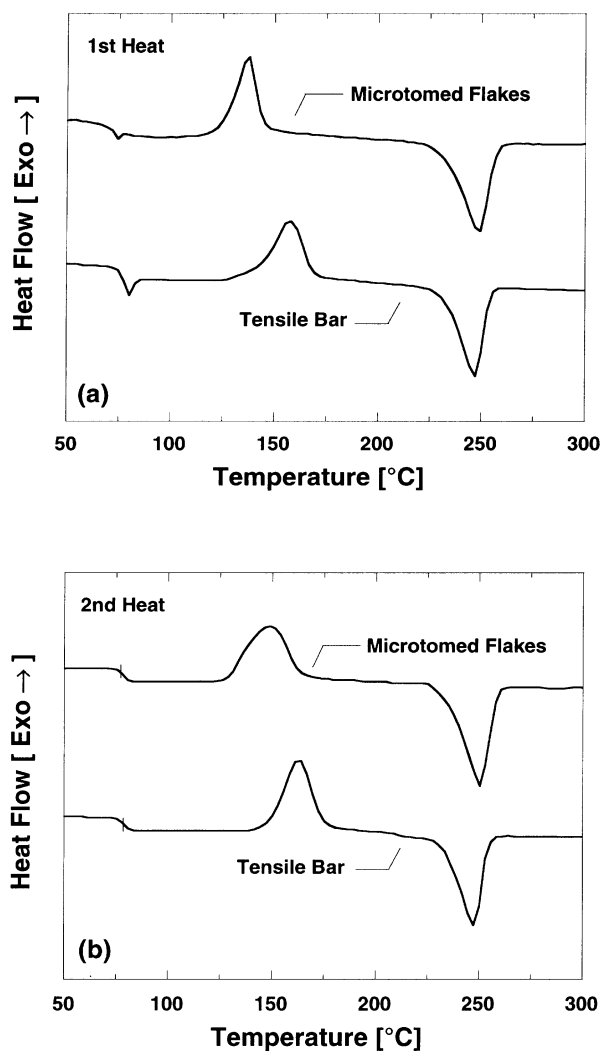 1st Heat
Microtomed Flakes
Tensile Bar
(a)
Heat Flow [ Exo → ]
50 100 150 200 250 300
Temperature [°C]
2nd Heat
Microtomed Flakes
Tensile Bar
(b)
Heat Flow [ Exo → ]
50 100 150 200 250 300
Temperature [°C]